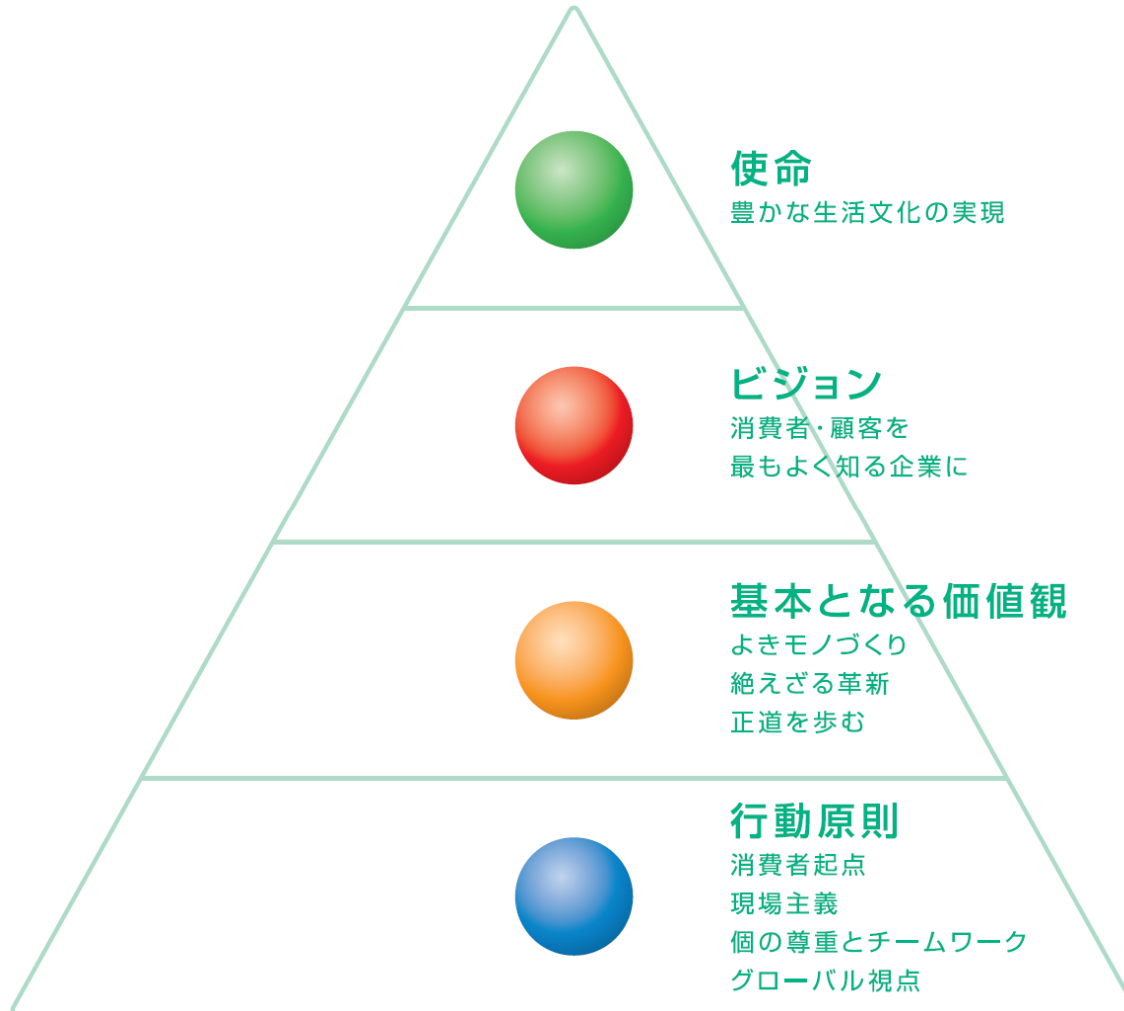 使命
豊かな生活文化の実現
ビジョン
消費者・顧客を
最もよく知る企業に
基本となる価値観
よきモノづくり
絶えざる革新
正道を歩む
行動原則
消費者起点
現場主義
個の尊重とチームワーク
グローバル視点